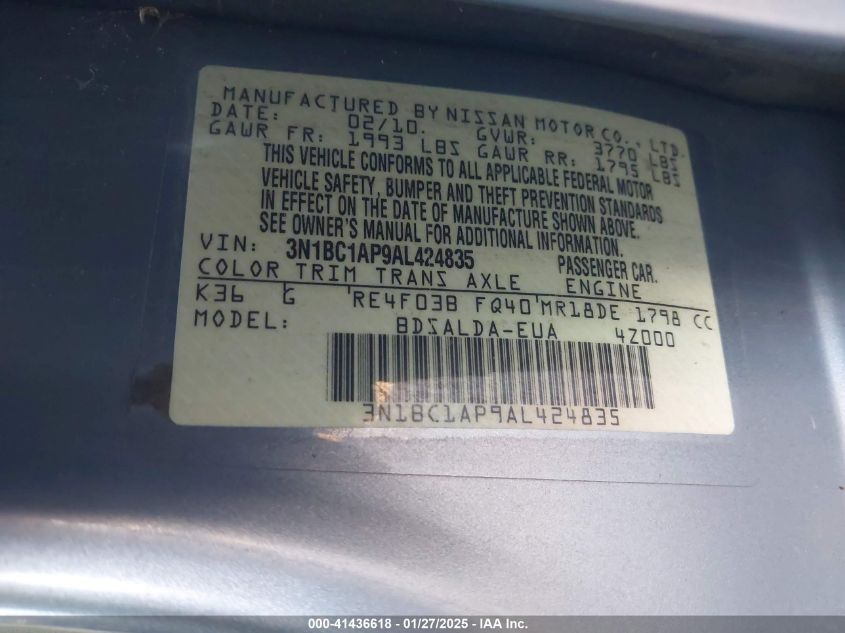 MANUFACTURED BY NISSAN MOTOR CO., LTD.
DATE: 02/10. GVWR: 3770 LBS
GAWR FR: 1993 LBS GAWR RR: 1795 LBS
THIS VEHICLE CONFORMS TO ALL APPLICABLE FEDERAL MOTOR
VEHICLE SAFETY, BUMPER AND THEFT PREVENTION STANDARDS
IN EFFECT ON THE DATE OF MANUFACTURE SHOWN ABOVE.
SEE OWNER'S MANUAL FOR ADDITIONAL INFORMATION.
VIN: 3N1BC1AP9AL424835 PASSENGER CAR.
COLOR TRIM TRANS AXLE ENGINE
K36 G 'RE4F03B FQ40'MR18DE 1798 CC
MODEL: BDSALDA-EUA 4Z000
3N1BC1AP9AL424835
000-41436618 - 01/27/2025 - IAAI.COM